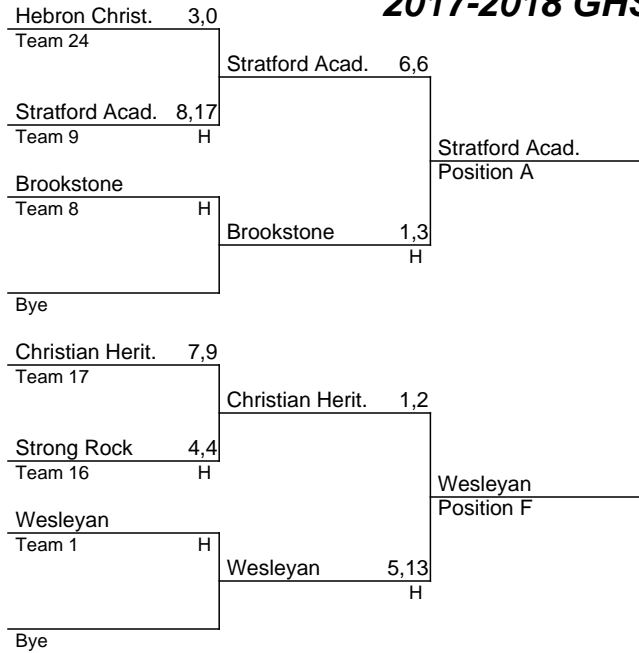 2017-2018 GHS
Hebron Christ. 3,0
Team 24
Stratford Acad. 6,6
Stratford Acad. 8,17
Team 9 H
Stratford Acad.
Position A
Brookstone
Team 8 H
Brookstone 1,3
H
Bye
Christian Herit. 7,9
Team 17
Christian Herit. 1,2
Strong Rock 4,4
Team 16 H
Wesleyan
Position F
Wesleyan
Team 1 H
Wesleyan 5,13
H
Bye